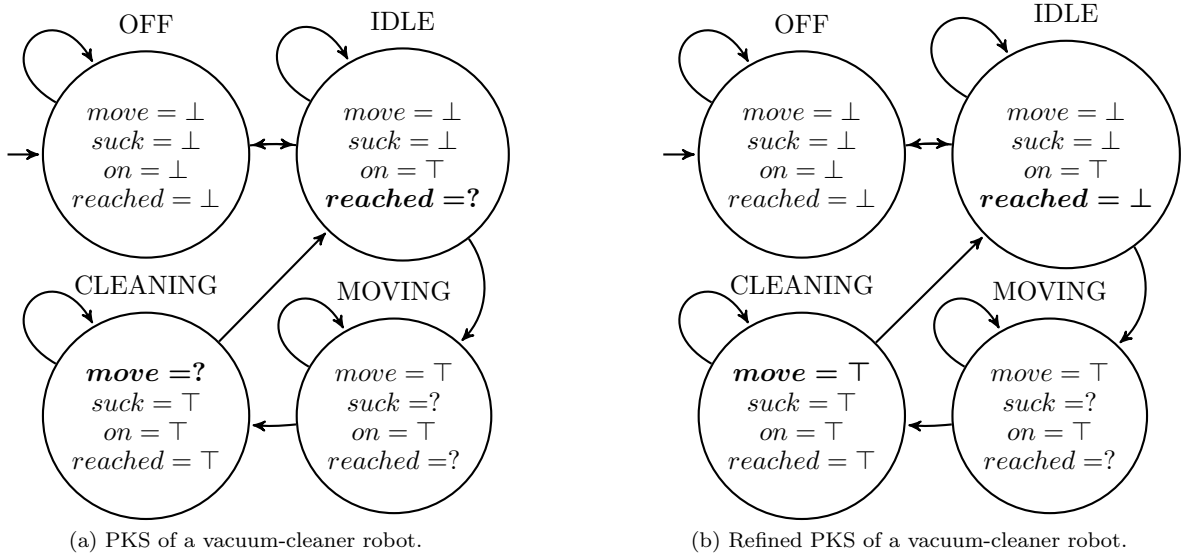 OFF
move = ⊥
suck = ⊥
on = ⊥
reached = ⊥
IDLE
move = ⊥
suck = ⊥
on = ⊤
reached =?
CLEANING
move =?
suck = ⊤
on = ⊤
reached = ⊤
MOVING
move = ⊤
suck =?
on = ⊤
reached =?
(a) PKS of a vacuum-cleaner robot.
OFF
move = ⊥
suck = ⊥
on = ⊥
reached = ⊥
IDLE
move = ⊥
suck = ⊥
on = ⊤
reached = ⊥
CLEANING
move = ⊤
suck = ⊤
on = ⊤
reached = ⊤
MOVING
move = ⊤
suck =?
on = ⊤
reached =?
(b) Refined PKS of a vacuum-cleaner robot.